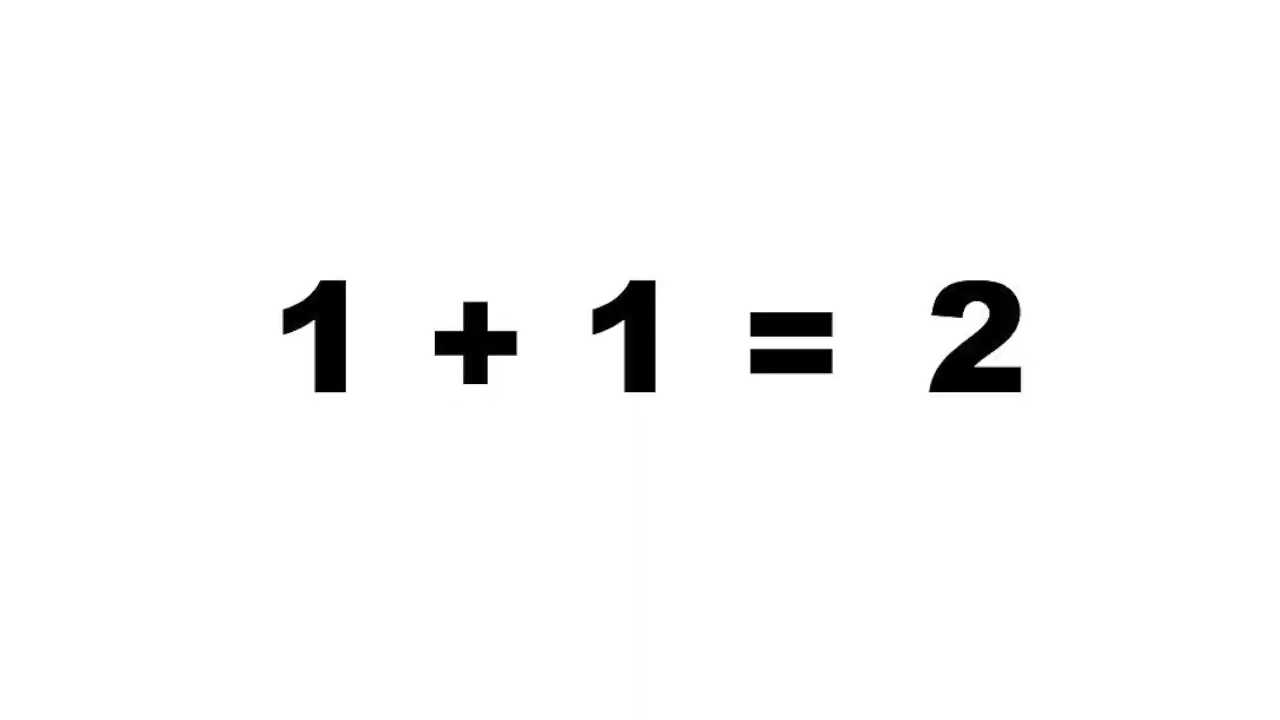 1 + 1 = 2